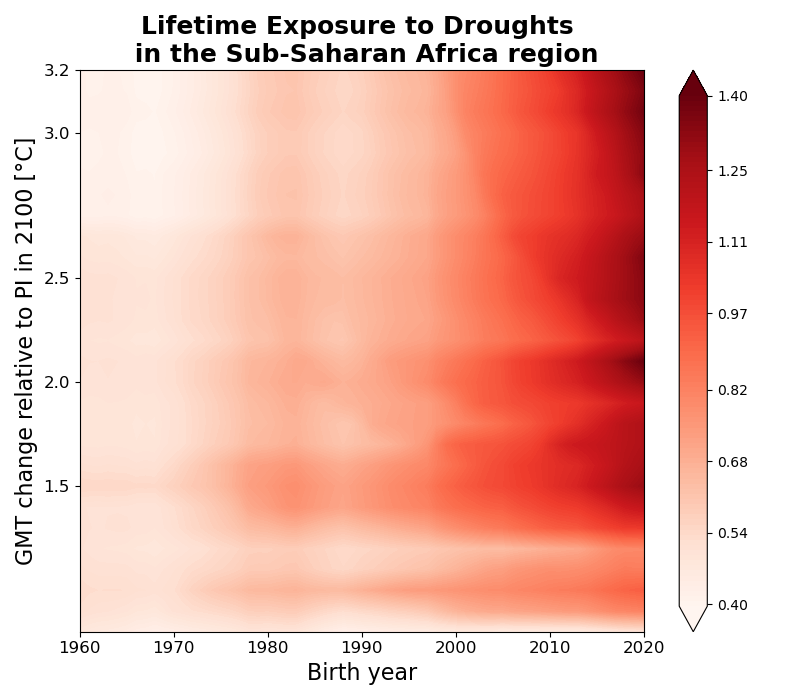 Lifetime Exposure to Droughts
in the Sub-Saharan Africa region
GMT change relative to PI in 2100 [°C]
3.2
3.0
2.5
2.0
1.5
1960 1970 1980 1990 2000 2010 2020
Birth year
1.40
1.25
1.11
0.97
0.82
0.68
0.54
0.40